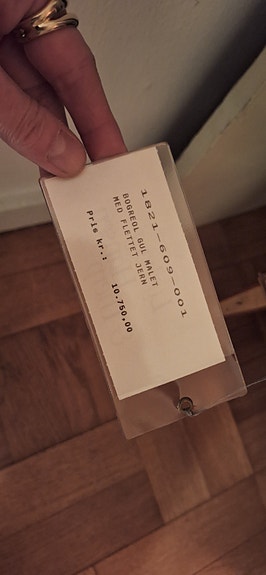 1821-609-001
BOGREOL GUL MALET
MED FLETTET JERN
Pris kr.: 10.750,00